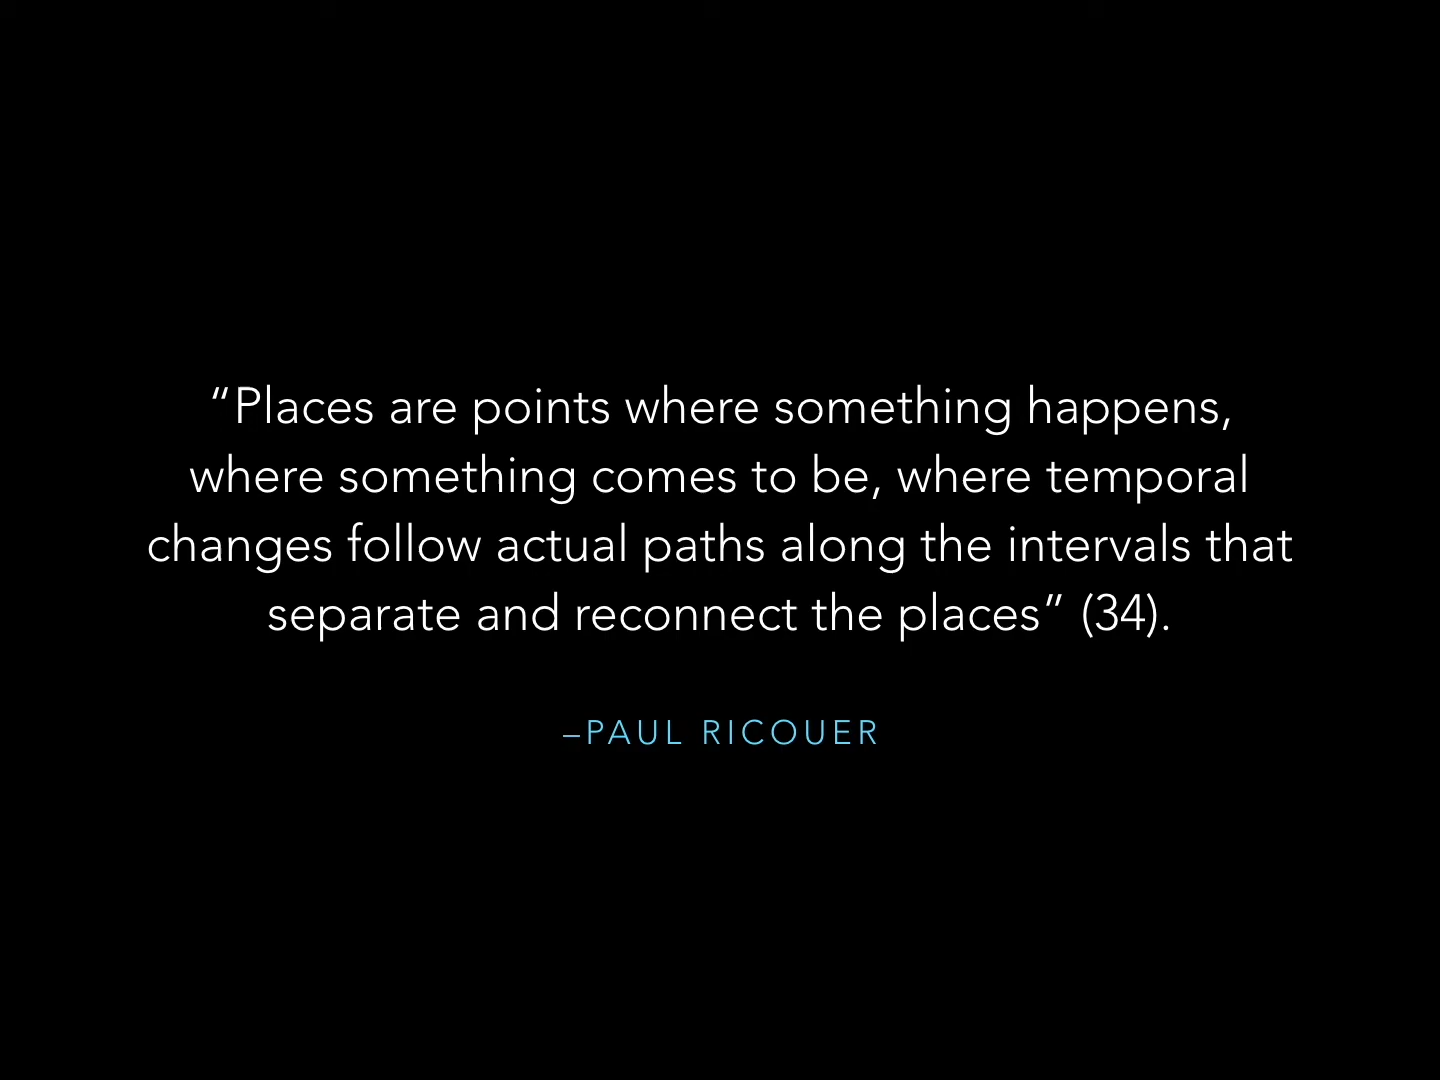 “Places are points where something happens,
where something comes to be, where temporal
changes follow actual paths along the intervals that
separate and reconnect the places” (34).
–PAUL RICOUER